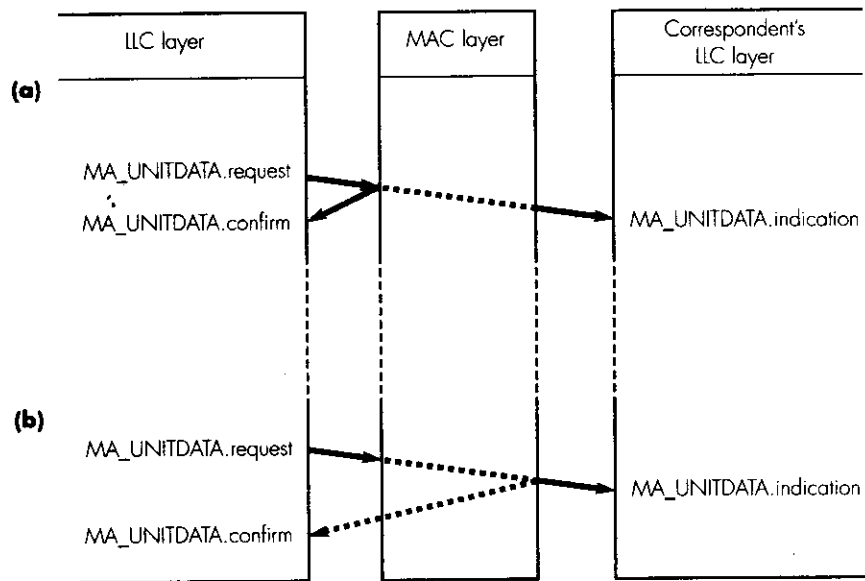 LLC layer
MAC layer
Correspondent's
LLC layer
(a)
MA_UNITDATA.request
MA_UNITDATA.confirm
MA_UNITDATA.indication
(b)
MA_UNITDATA.request
MA_UNITDATA.indication
MA_UNITDATA.confirm